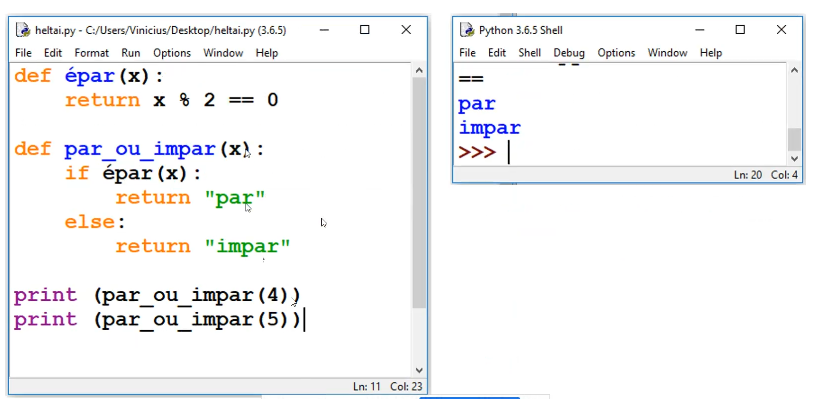 heltai.py - C:/Users/Vinicius/Desktop/heltai.py (3.6.5)
File Edit Format Run Options Window Help
def épar(x):
    return x % 2 == 0
def par_ou_impar(x):
    if épar(x):
        return "par"
    else:
        return "impar"
print (par_ou_impar(4))
print (par_ou_impar(5))
Ln: 11 Col: 23
Python 3.6.5 Shell
File Edit Shell Debug Options Window Help
==
par
impar
>>>
Ln: 20 Col: 4